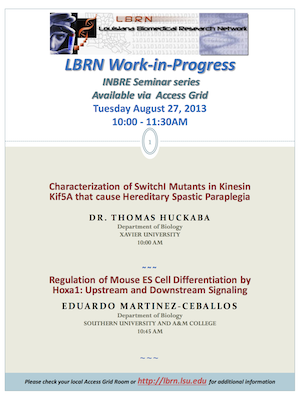 LBRN
Louisiana Biomedical Research Network
LBRN Work-in-Progress
INBRE Seminar series
Available via Access Grid
Tuesday August 27, 2013
10:00 - 11:30AM
1
Characterization of SwitchI Mutants in Kinesin
Kif5A that cause Hereditary Spastic Paraplegia
DR. THOMAS HUCKABA
Department of Biology
XAVIER UNIVERSITY
10:00 AM
~~~
Regulation of Mouse ES Cell Differentiation by
Hoxa1: Upstream and Downstream Signaling
EDUARDO MARTINEZ-CEBALLOS
Department of Biology
SOUTHERN UNIVERSITY AND A&M COLLEGE
10:45 AM
~~~
Please check your local Access Grid Room or http://lbrn.lsu.edu for additional information